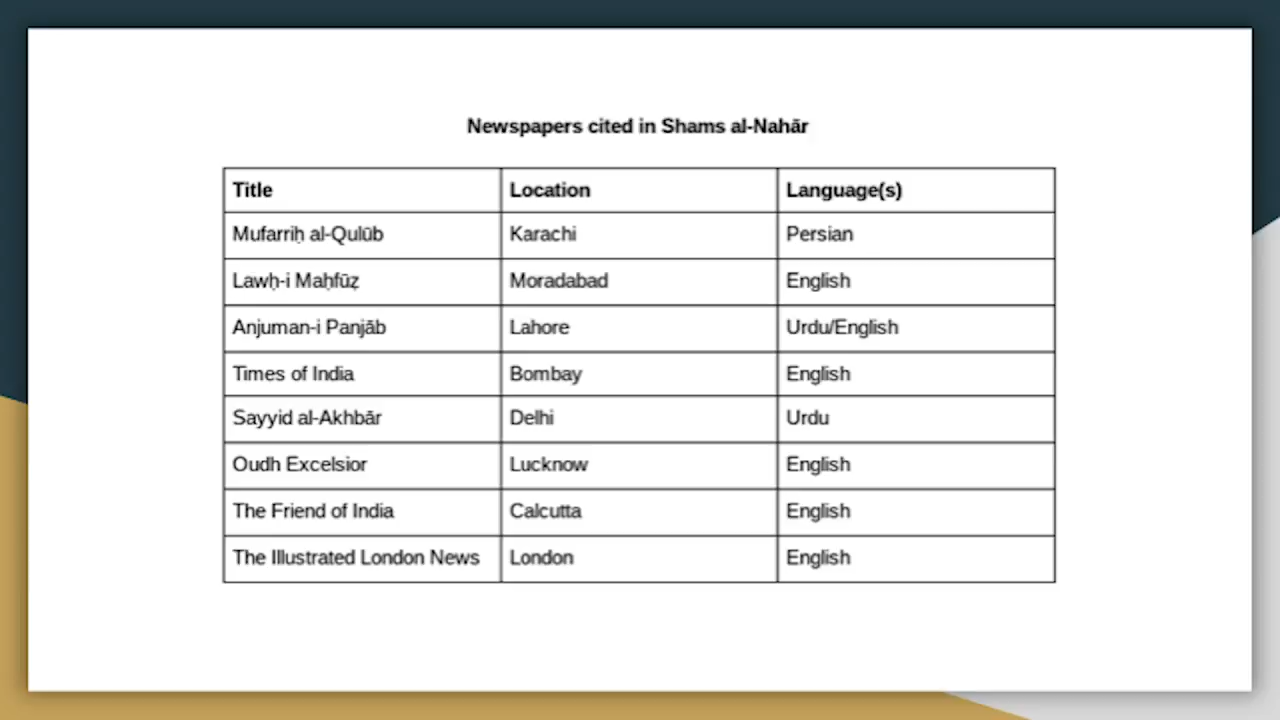 Newspapers cited in Shams al-Nahār
Title Location Language(s)
Mufarriḥ al-Qulūb Karachi Persian
Lawḥ-i Maḥfūẓ Moradabad English
Anjuman-i Panjāb Lahore Urdu/English
Times of India Bombay English
Sayyid al-Akhbār Delhi Urdu
Oudh Excelsior Lucknow English
The Friend of India Calcutta English
The Illustrated London News London English